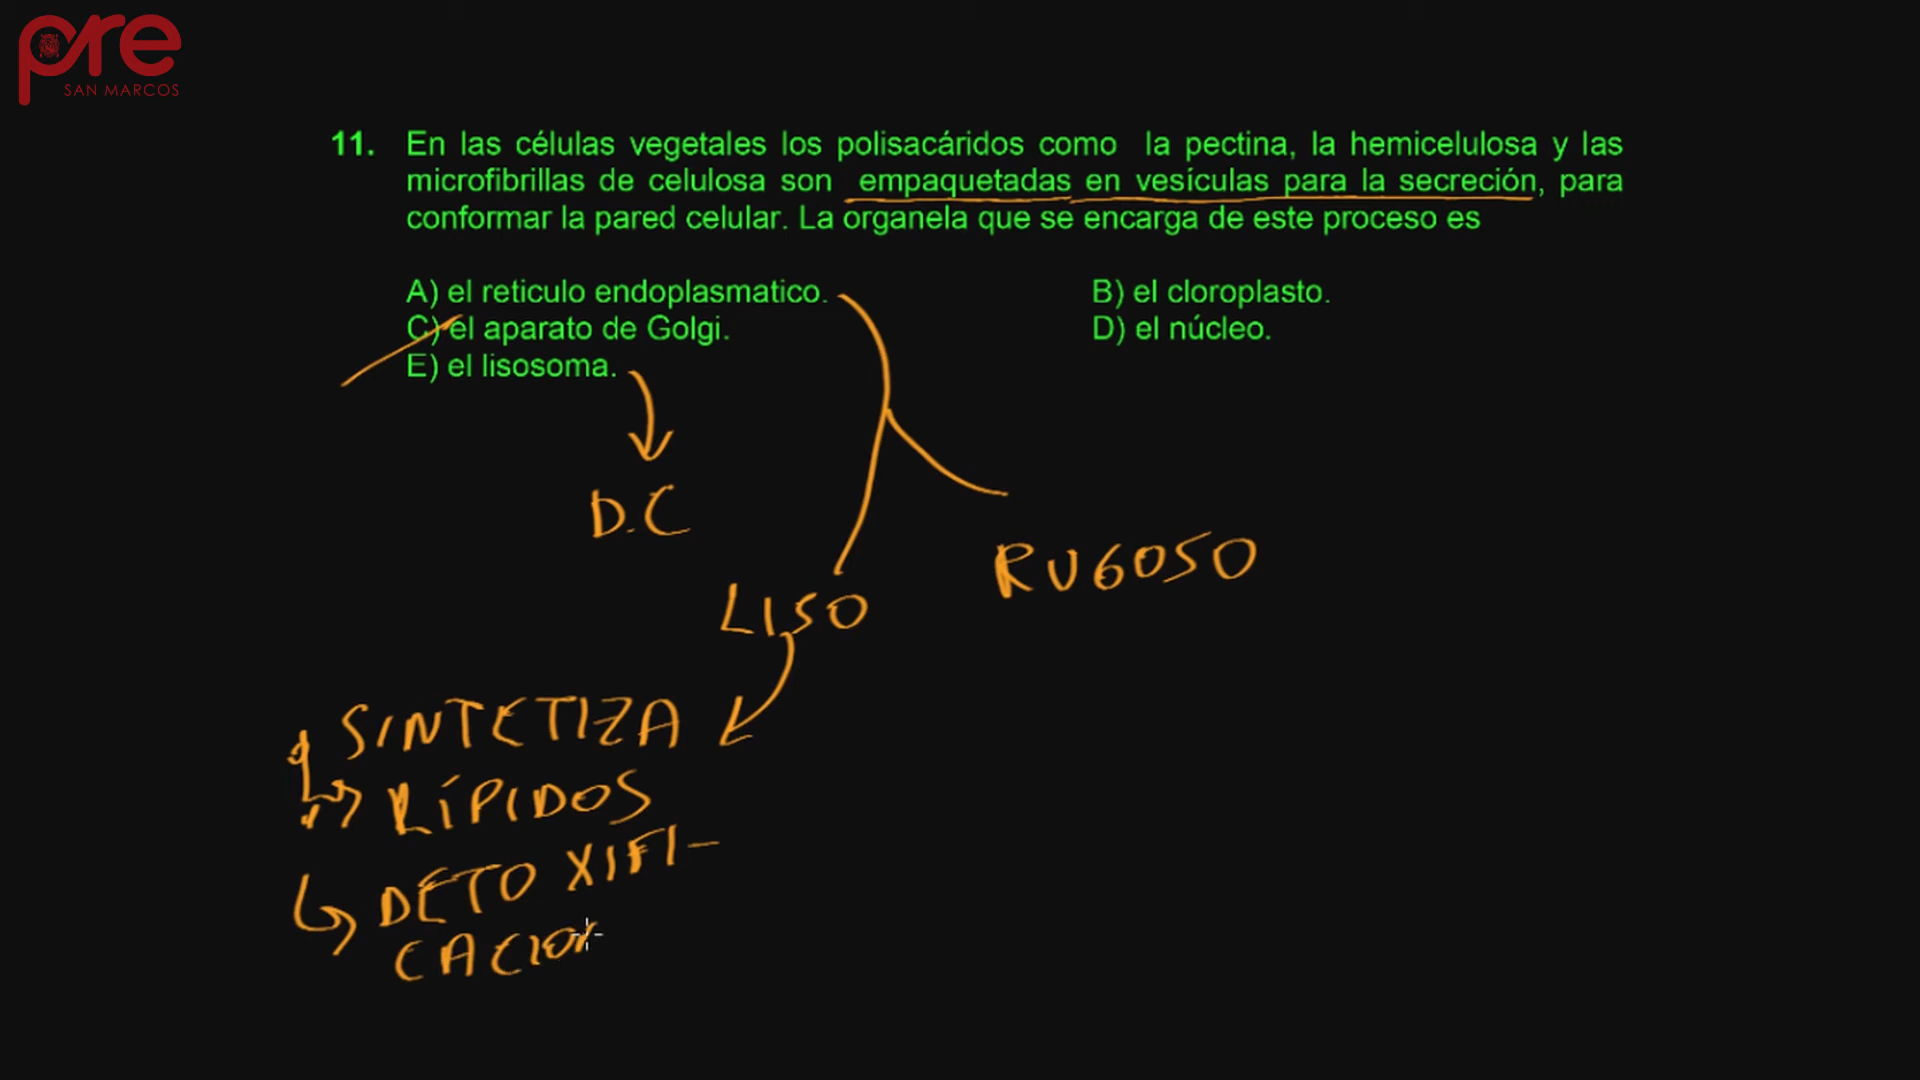 pre
SAN MARCOS
11. En las células vegetales los polisacáridos como la pectina, la hemicelulosa y las
microfibrillas de celulosa son empaquetadas en vesículas para la secreción, para
conformar la pared celular. La organela que se encarga de este proceso es
A) el reticulo endoplasmatico. B) el cloroplasto.
C) el aparato de Golgi. D) el núcleo.
E) el lisosoma.
D.C
RUGOSO
LISO
SINTETIZA
LÍPIDOS
DETOXIFI-
CACION